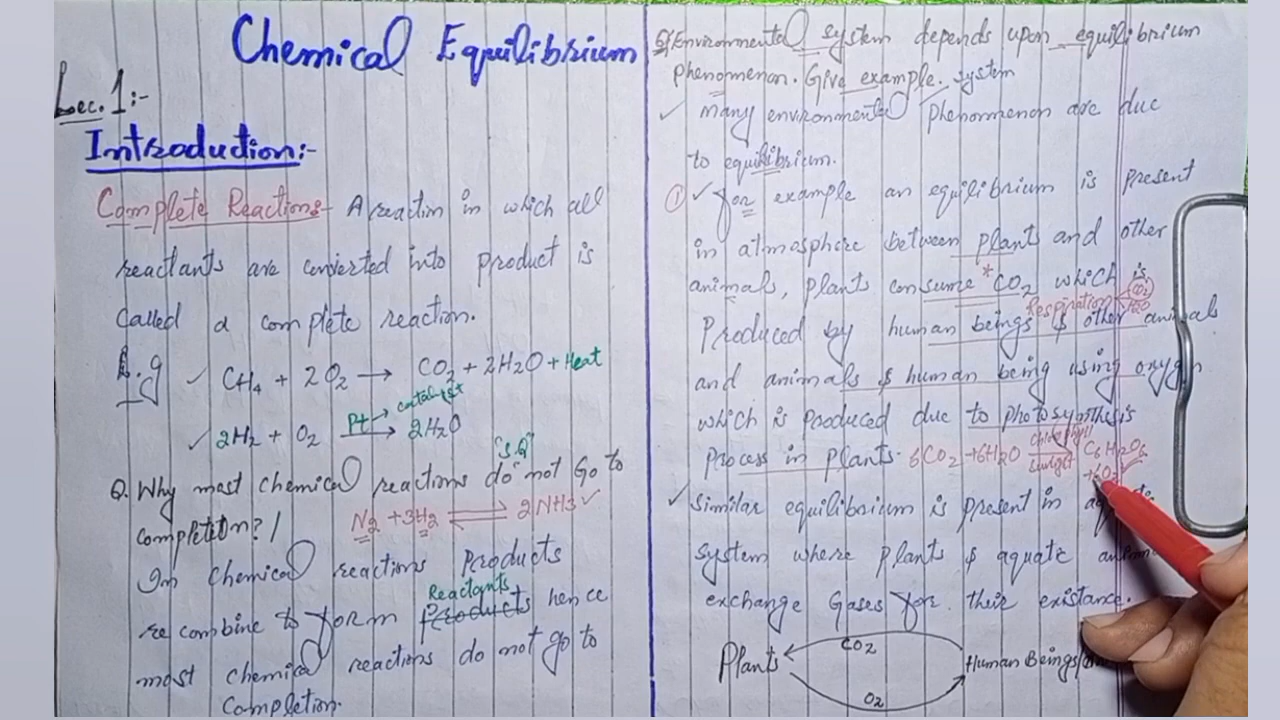 Chemical Equilibrium
Lec. 1:-
Introduction:-
Complete Reactions:- A reaction in which all
reactants are converted into product is
Called a complete reaction.
E.g ✓ CH4 + 2O2 → CO2 + 2H2O + Heat
Pt → catalyst
✓ 2H2 + O2 → 2H2O
"S.Q"
Q. Why most chemical reactions do not Go to
completion? /
N2 + 3H2 ⇌ 2NH3 ✓
In chemical reactions Products
Reactants
recombine to form Products hence
most chemical reactions do not go to
Completion.
Q Environmental system depends upon equilibrium
phenomenon. Give example. system
✓ many environmental phenomenon are due
to equilibrium.
① ✓ for example an equilibrium is present
in atmosphere between plants and other
animals, plants consume *CO2 which is
Respiration CO2 H2O
Produced by human beings & other animals
and animals & human being using oxygen
which is produced due to photosynthesis
Process in plants. 6CO2 + 6H2O chlorophyll sunlight C6H12O6
+6O2
✓ Similar equilibrium is present in
system where plants & aquatic
exchange Gases for their existance.
Plants CO2 Human Beings/
O2